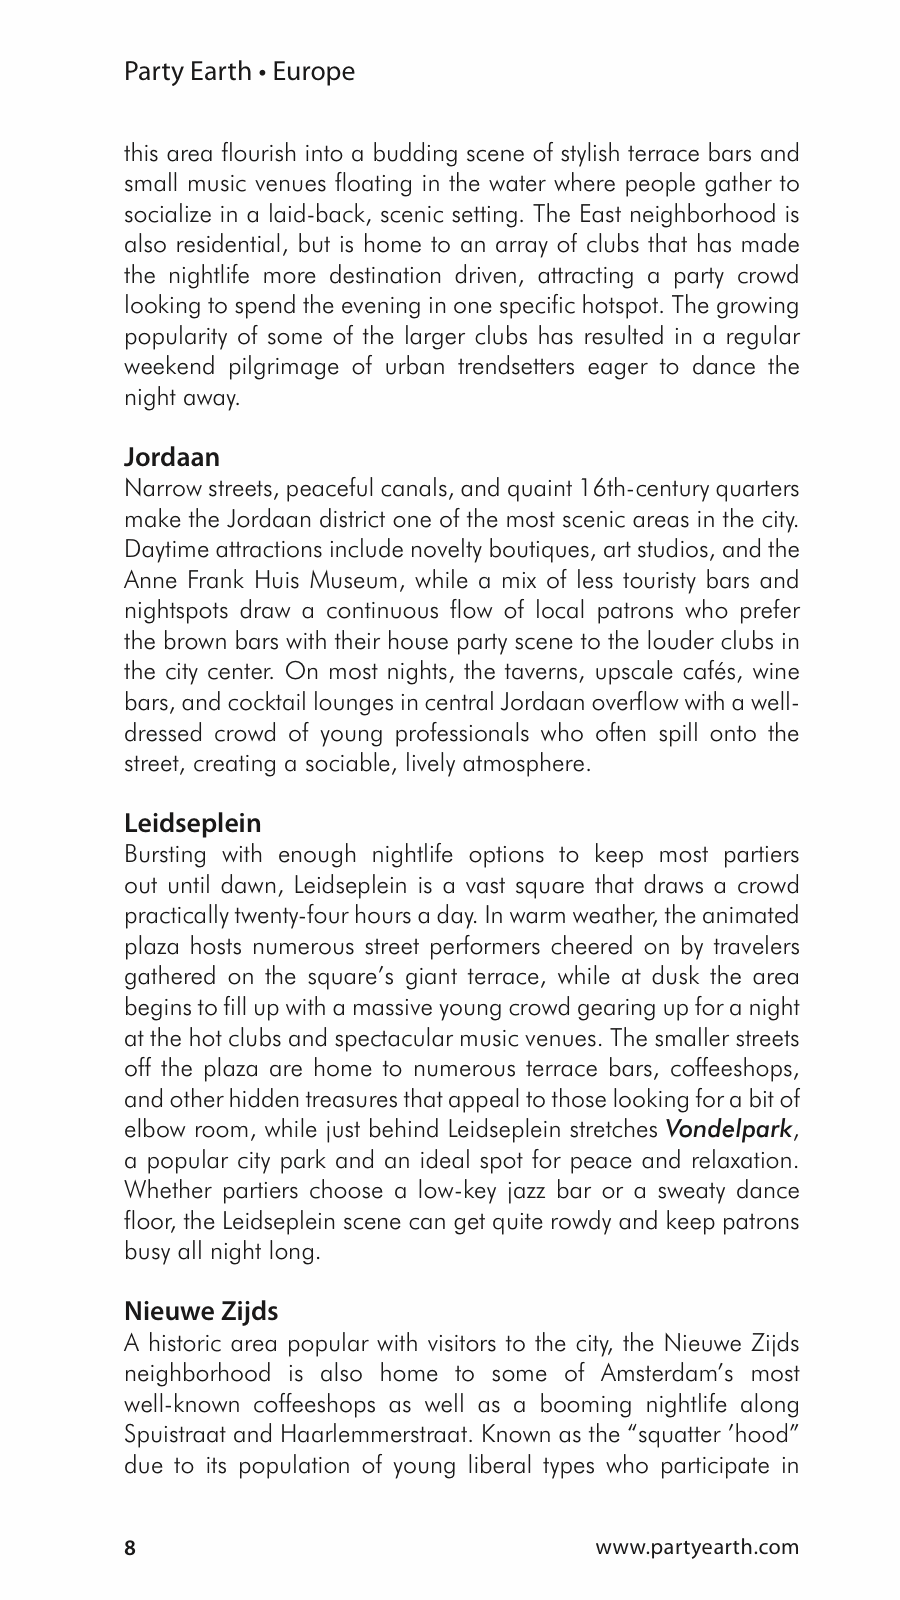 Party Earth • Europe
this area flourish into a budding scene of stylish terrace bars and
small music venues floating in the water where people gather to
socialize in a laid-back, scenic setting. The East neighborhood is
also residential, but is home to an array of clubs that has made
the nightlife more destination driven, attracting a party crowd
looking to spend the evening in one specific hotspot. The growing
popularity of some of the larger clubs has resulted in a regular
weekend pilgrimage of urban trendsetters eager to dance the
night away.
Jordaan
Narrow streets, peaceful canals, and quaint 16th-century quarters
make the Jordaan district one of the most scenic areas in the city.
Daytime attractions include novelty boutiques, art studios, and the
Anne Frank Huis Museum, while a mix of less touristy bars and
nightspots draw a continuous flow of local patrons who prefer
the brown bars with their house party scene to the louder clubs in
the city center. On most nights, the taverns, upscale cafés, wine
bars, and cocktail lounges in central Jordaan overflow with a well-
dressed crowd of young professionals who often spill onto the
street, creating a sociable, lively atmosphere.
Leidseplein
Bursting with enough nightlife options to keep most partiers
out until dawn, Leidseplein is a vast square that draws a crowd
practically twenty-four hours a day. In warm weather, the animated
plaza hosts numerous street performers cheered on by travelers
gathered on the square’s giant terrace, while at dusk the area
begins to fill up with a massive young crowd gearing up for a night
at the hot clubs and spectacular music venues. The smaller streets
off the plaza are home to numerous terrace bars, coffeeshops,
and other hidden treasures that appeal to those looking for a bit of
elbow room, while just behind Leidseplein stretches Vondelpark,
a popular city park and an ideal spot for peace and relaxation.
Whether partiers choose a low-key jazz bar or a sweaty dance
floor, the Leidseplein scene can get quite rowdy and keep patrons
busy all night long.
Nieuwe Zijds
A historic area popular with visitors to the city, the Nieuwe Zijds
neighborhood is also home to some of Amsterdam’s most
well-known coffeeshops as well as a booming nightlife along
Spuistraat and Haarlemmerstraat. Known as the “squatter ’hood”
due to its population of young liberal types who participate in
8 www.partyearth.com